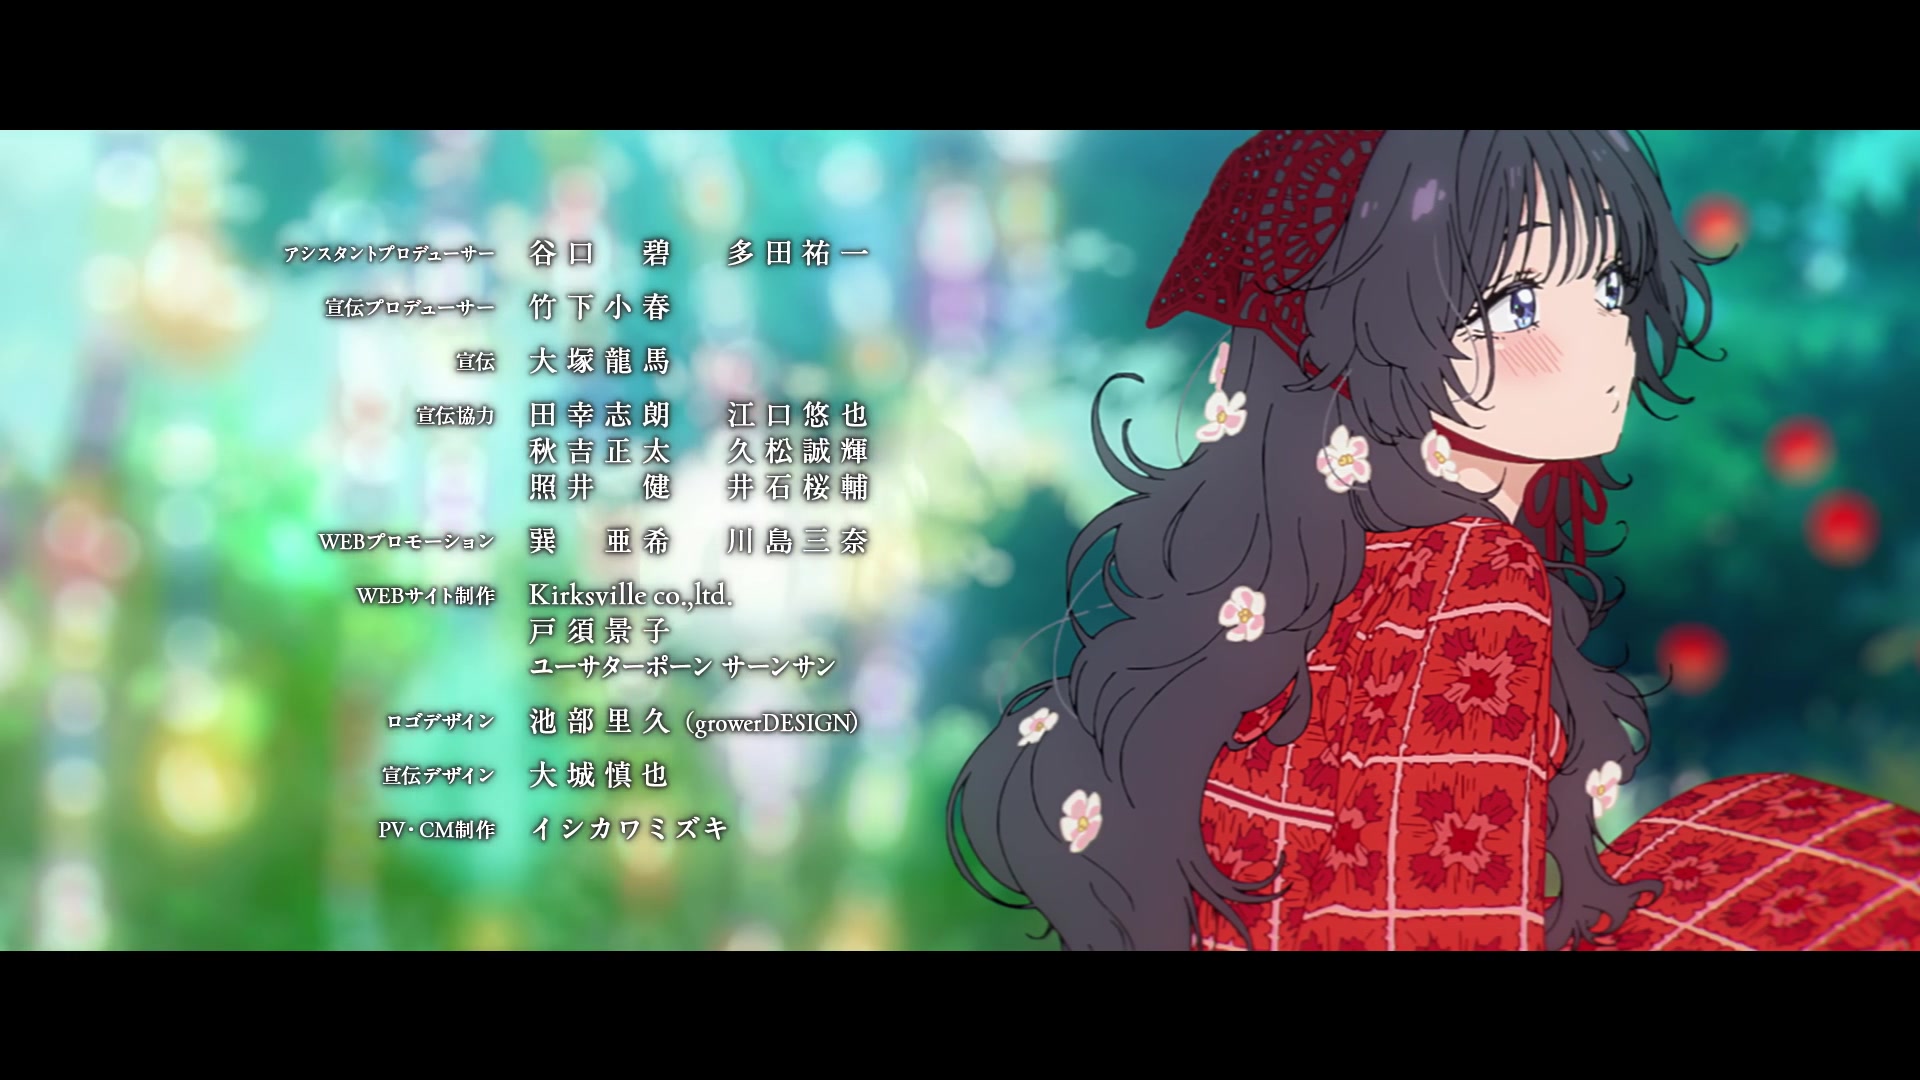 アシスタントプロデューサー 谷口 碧 多田祐一
宣伝プロデューサー 竹下小春
宣伝 大塚龍馬
宣伝協力 田幸志朗 江口悠也
秋吉正太 久松誠輝
照井 健 井石桜輔
WEBプロモーション 巽 亜希 川島三奈
WEBサイト制作 Kirksville co.,ltd.
戸須景子
ユーサターポーン サーンサン
ロゴデザイン 池部里久（growerDESIGN）
宣伝デザイン 大城慎也
PV・CM制作 イシカワミズキ